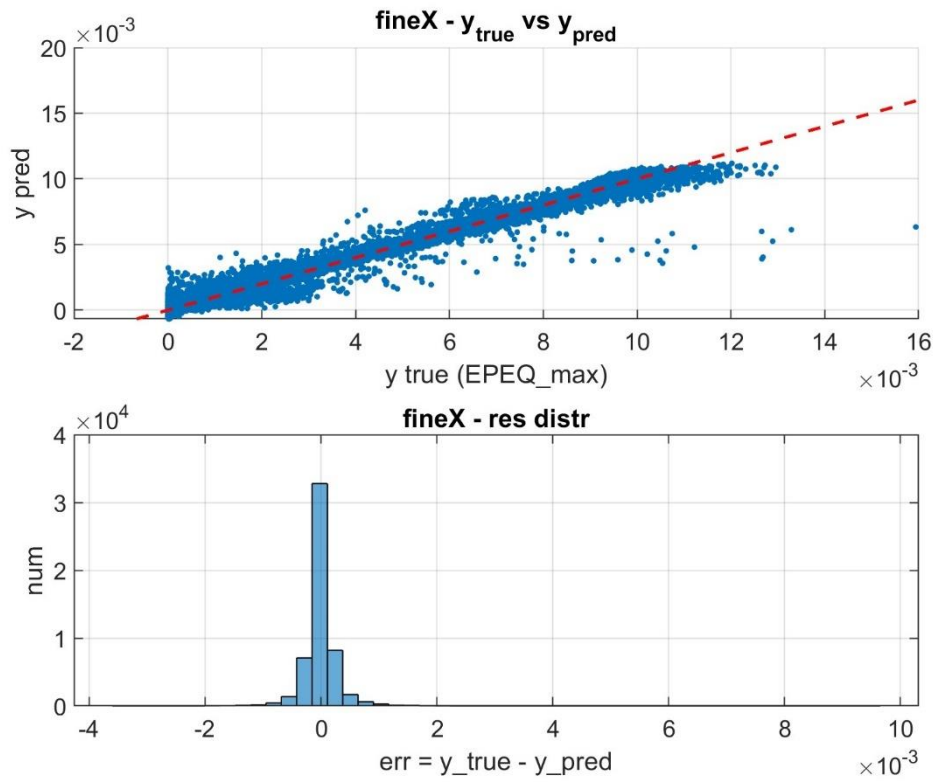 fineX - y_true vs y_pred
×10⁻³
20
15
10
5
0
y pred
-2 0 2 4 6 8 10 12 14 16
y true (EPEQ_max)
×10⁻³
fineX - res distr
×10⁴
4
3
2
1
0
num
-4 -2 0 2 4 6 8 10
err = y_true - y_pred
×10⁻³